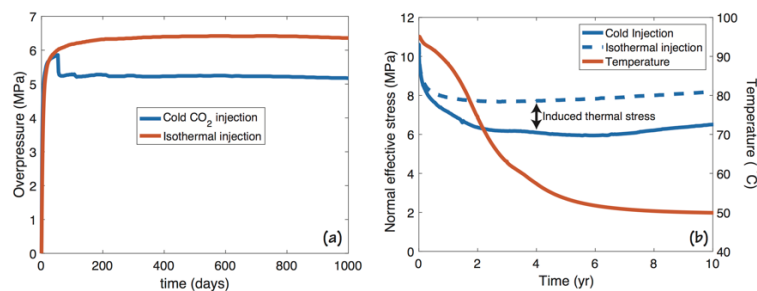 7
6
5
4
3
2
1
0
Overpressure (MPa)
Cold CO2 injection
Isothermal injection
(a)
0 200 400 600 800 1000
time (days)
12
10
8
6
4
2
0
Normal effective stress (MPa)
Cold Injection
Isothermal injection
Temperature
Induced thermal stress
100
90
80
70
60
50
40
Temperature ( C)
(b)
0 2 4 6 8 10
Time (yr)